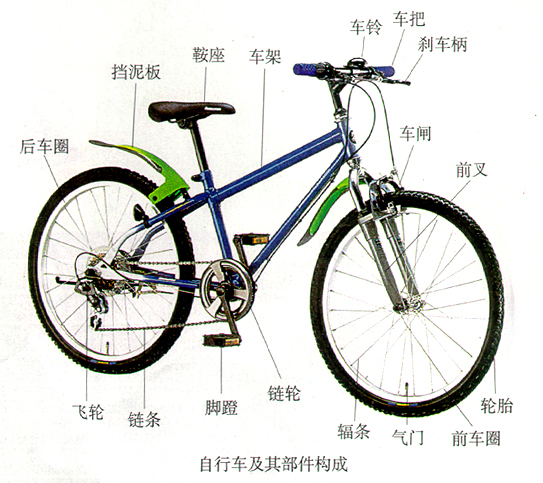 车铃
车把
刹车柄
鞍座
车架
挡泥板
车闸
后车圈
前叉
飞轮
链条
脚蹬
链轮
辐条
气门
前车圈
轮胎
自行车及其部件构成